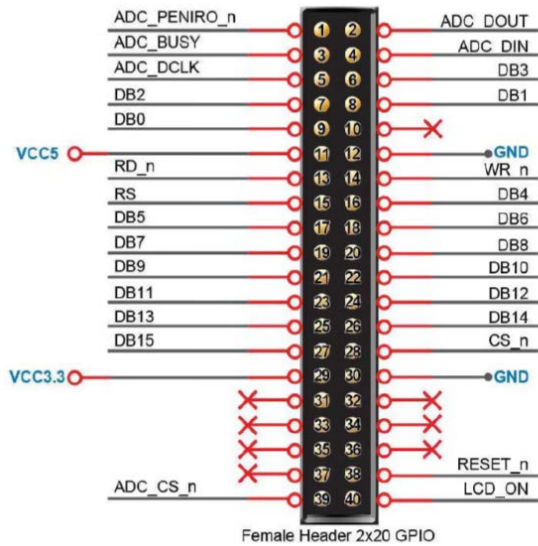 ADC_PENIRO_n 1 2 ADC_DOUT
ADC_BUSY 3 4 ADC_DIN
ADC_DCLK 5 6 DB3
DB2 7 8 DB1
DB0 9 10
VCC5 11 12 GND
RD_n 13 14 WR_n
RS 15 16 DB4
DB5 17 18 DB6
DB7 19 20 DB8
DB9 21 22 DB10
DB11 23 24 DB12
DB13 25 26 DB14
DB15 27 28 CS_n
VCC3.3 29 30 GND
31 32
33 34
35 36
37 38 RESET_n
ADC_CS_n 39 40 LCD_ON
Female Header 2x20 GPIO